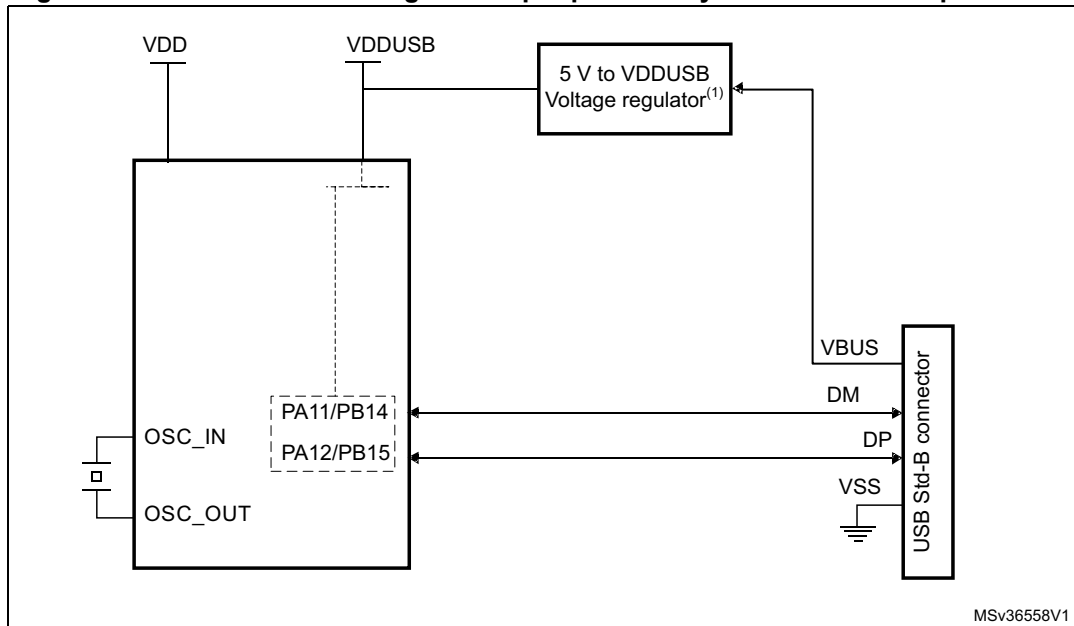 VDD
VDDUSB
5 V to VDDUSB
Voltage regulator(1)
VBUS
DM
DP
VSS
USB Std-B connector
PA11/PB14
PA12/PB15
OSC_IN
OSC_OUT
MSv36558V1